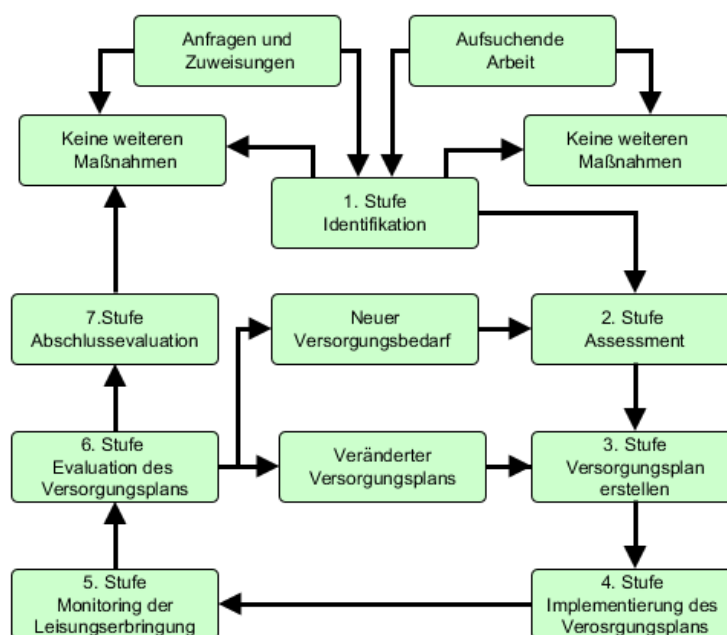 Anfragen und
Zuweisungen
Aufsuchende
Arbeit
Keine weiteren
Maßnahmen
Keine weiteren
Maßnahmen
1. Stufe
Identifikation
7.Stufe
Abschlussevaluation
Neuer
Versorgungsbedarf
2. Stufe
Assessment
6. Stufe
Evaluation des
Versorgungsplans
Veränderter
Versorgungsplans
3. Stufe
Versorgungsplan
erstellen
5. Stufe
Monitoring der
Leisungserbringung
4. Stufe
Implementierung des
Verosrgungsplans